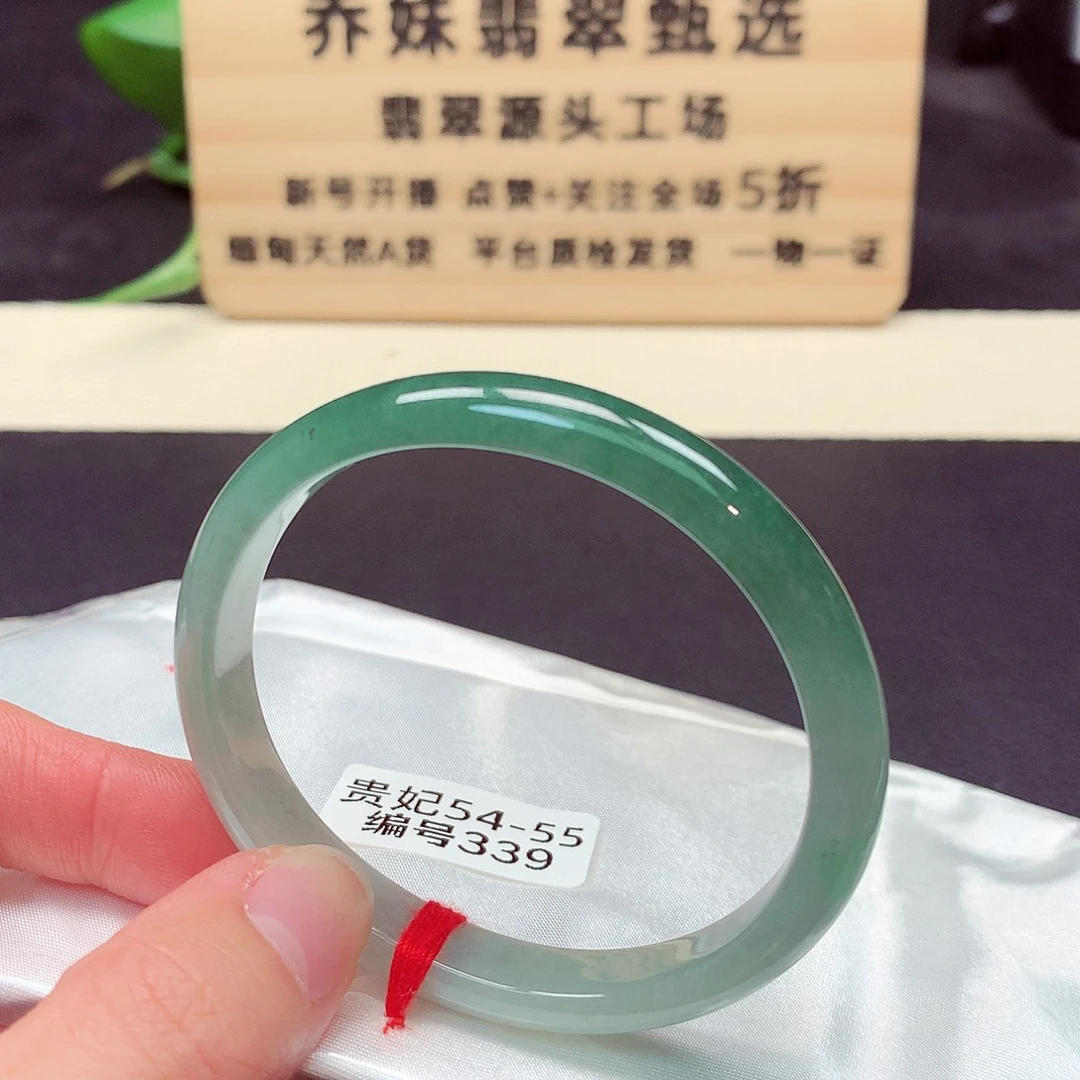 乔妹翡翠甄选
翡翠源头工场
新号开播 点赞+关注全场5折
缅甸天然A货 平台质检发货 一物一证
贵妃54-55
编号339